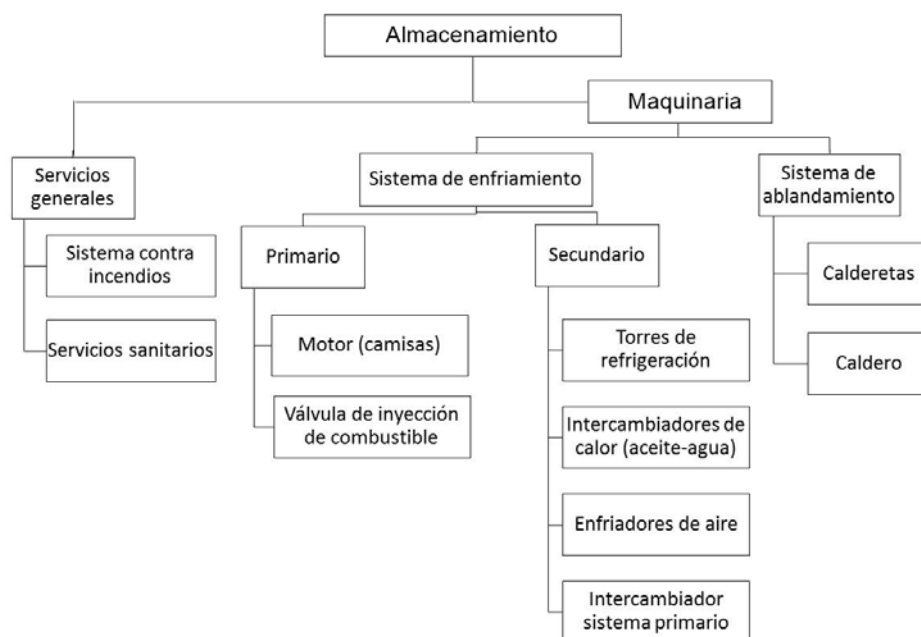 Almacenamiento
Maquinaria
Servicios
generales
Sistema de enfriamiento
Sistema de
ablandamiento
Sistema contra
incendios
Servicios sanitarios
Primario
Motor (camisas)
Válvula de inyección
de combustible
Secundario
Torres de
refrigeración
Intercambiadores de
calor (aceite-agua)
Enfriadores de aire
Intercambiador
sistema primario
Calderetas
Caldero